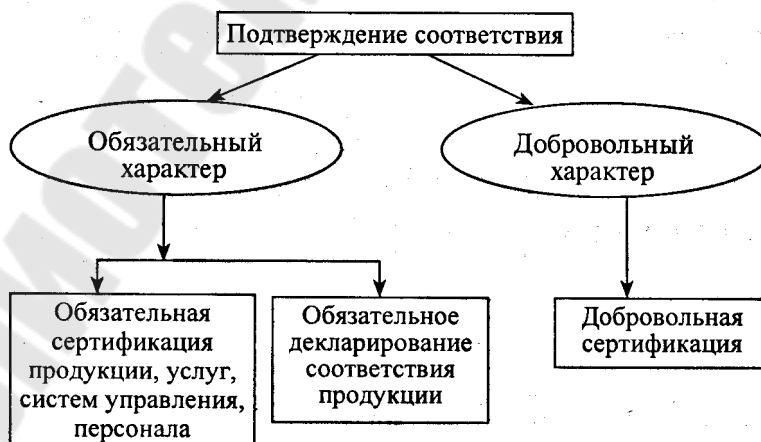 Подтверждение соответствия
Обязательный
характер
Добровольный
характер
Обязательная
сертификация
продукции, услуг,
систем управления,
персонала
Обязательное
декларирование
соответствия
продукции
Добровольная
сертификация